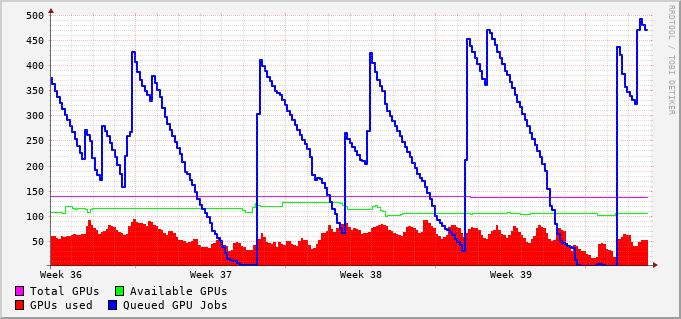 500
450
400
350
300
250
200
150
100
50
Week 36 Week 37 Week 38 Week 39
Total GPUs Available GPUs
GPUs used Queued GPU Jobs
RRDTOOL / TOBI OETIKER